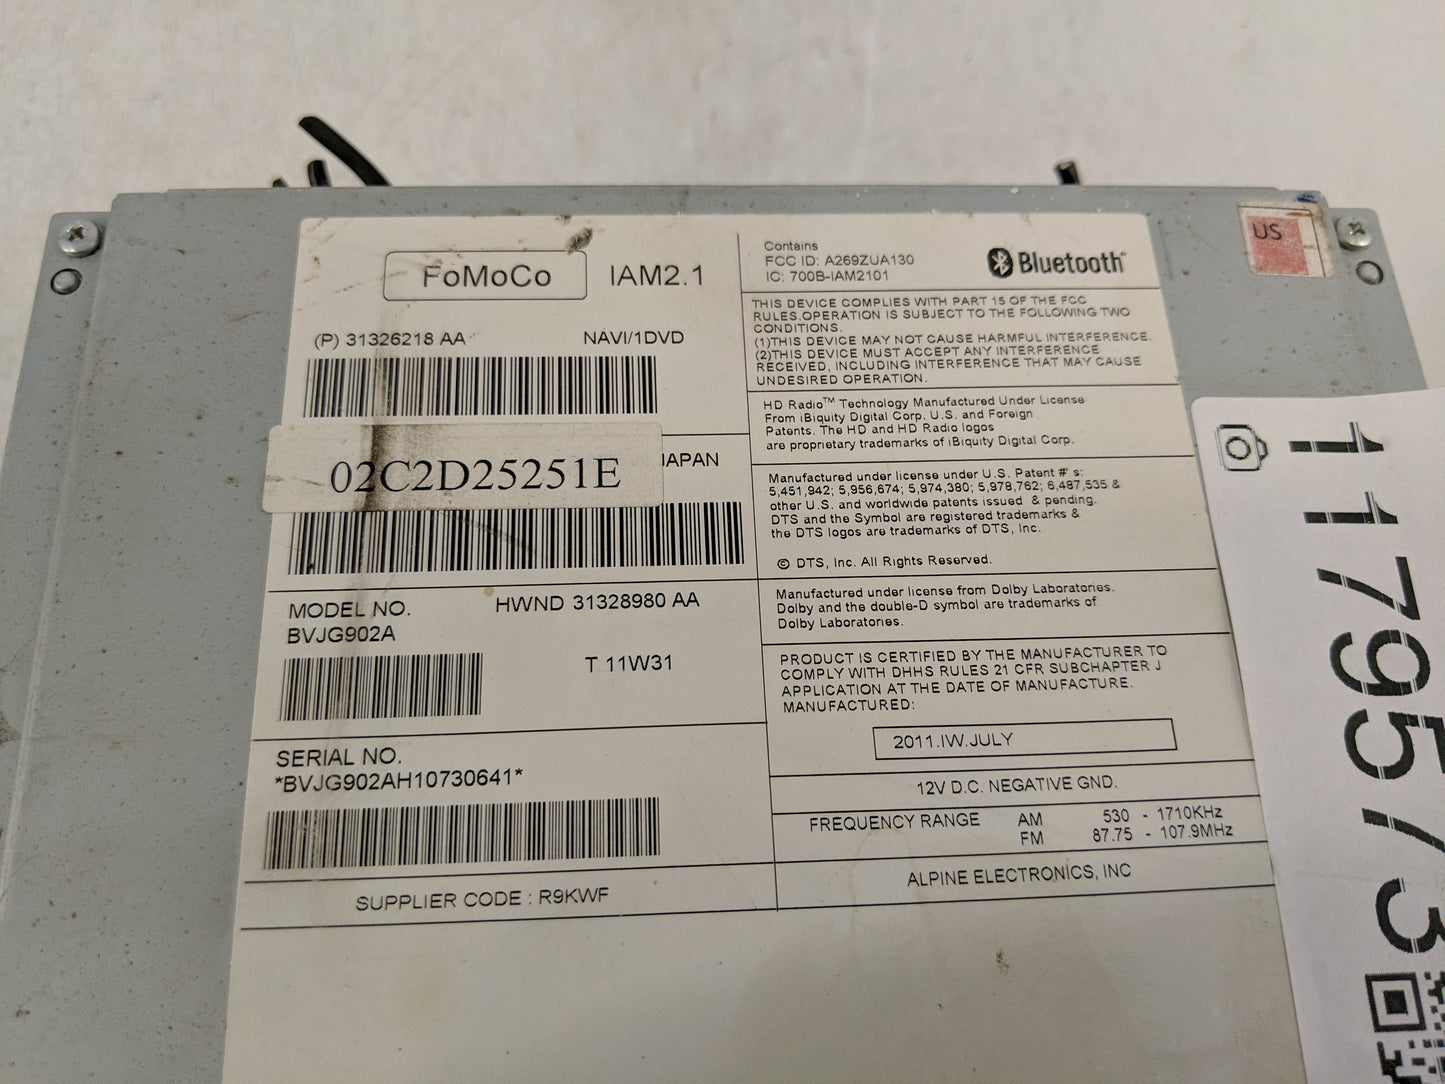 FoMoCo IAM2.1
(P) 31326218 AA NAVI/1DVD
JAPAN
02C2D25251E
MODEL NO. HWND 31328980 AA
BVJG902A
T 11W31
SERIAL NO.
*BVJG902AH10730641*
SUPPLIER CODE : R9KWF
Contains
FCC ID: A269ZUA130
IC: 700B-IAM2101
Bluetooth
THIS DEVICE COMPLIES WITH PART 15 OF THE FCC
RULES.OPERATION IS SUBJECT TO THE FOLLOWING TWO
CONDITIONS.
(1)THIS DEVICE MAY NOT CAUSE HARMFUL INTERFERENCE.
(2)THIS DEVICE MUST ACCEPT ANY INTERFERENCE
RECEIVED, INCLUDING INTERFERENCE THAT MAY CAUSE
UNDESIRED OPERATION.
HD Radio™ Technology Manufactured Under License
From iBiquity Digital Corp. U.S. and Foreign
Patents. The HD and HD Radio logos
are proprietary trademarks of iBiquity Digital Corp.
Manufactured under license under U.S. Patent #' s:
5,451,942; 5,956,674; 5,974,380; 5,978,762; 6,487,535 &
other U.S. and worldwide patents issued & pending.
DTS and the Symbol are registered trademarks &
the DTS logos are trademarks of DTS, Inc.
© DTS, Inc. All Rights Reserved.
Manufactured under license from Dolby Laboratories.
Dolby and the double-D symbol are trademarks of
Dolby Laboratories.
PRODUCT IS CERTIFIED BY THE MANUFACTURER TO
COMPLY WITH DHHS RULES 21 CFR SUBCHAPTER J
APPLICATION AT THE DATE OF MANUFACTURE.
MANUFACTURED:
2011.IW.JULY
12V D.C. NEGATIVE GND.
FREQUENCY RANGE AM 530 - 1710KHz
FM 87.75 - 107.9MHz
ALPINE ELECTRONICS, INC
US
1179573